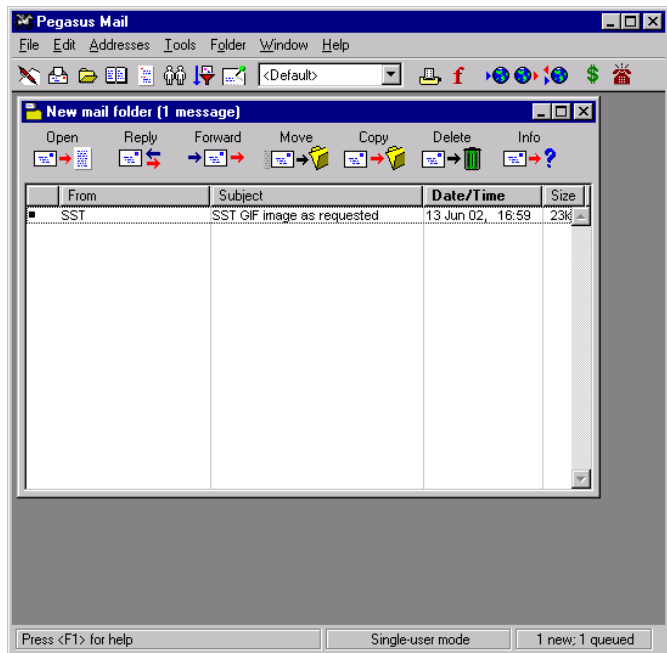 Pegasus Mail
File Edit Addresses Tools Folder Window Help
<Default> f $
New mail folder (1 message)
Open Reply Forward Move Copy Delete Info
?
From Subject Date/Time Size
SST SST GIF image as requested 13 Jun 02, 16:59 23k
Press <F1> for help Single-user mode 1 new; 1 queued